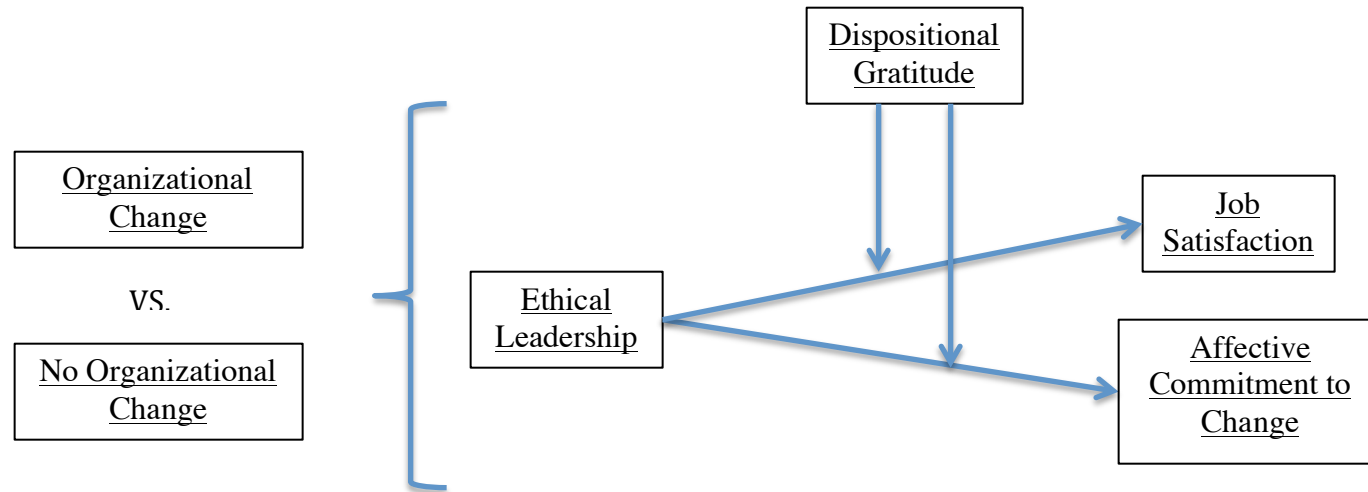 Dispositional
Gratitude
Organizational
Change
vs.
No Organizational
Change
Ethical
Leadership
Job
Satisfaction
Affective
Commitment to
Change